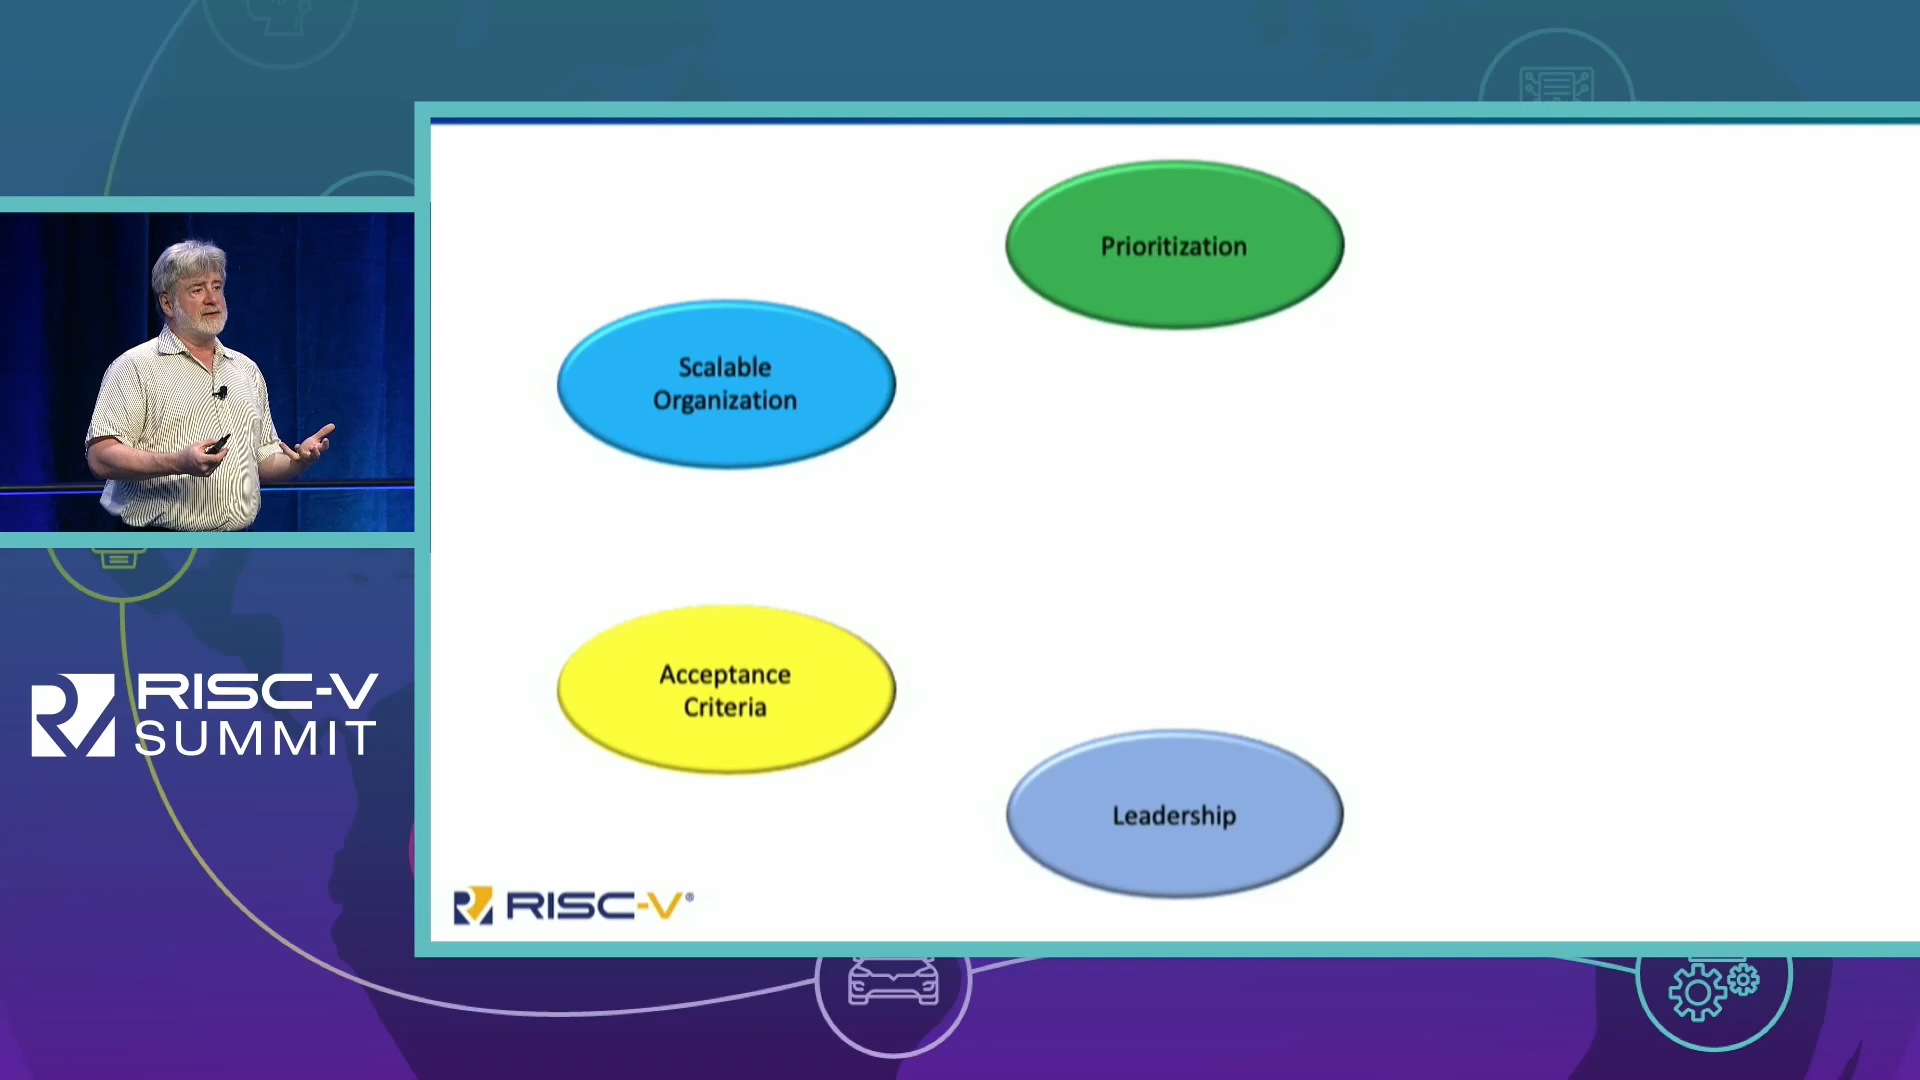 Prioritization
Scalable
Organization
Acceptance
Criteria
Leadership
RISC-V®
RISC-V
SUMMIT